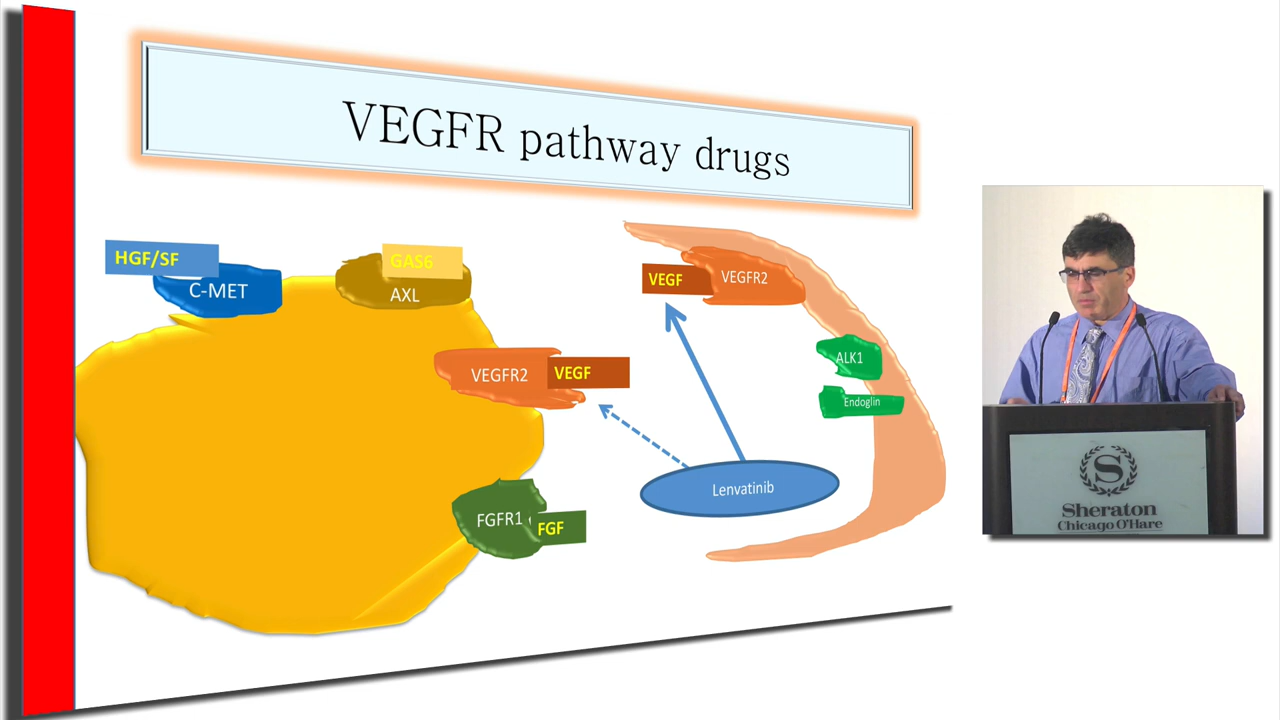 VEGFR pathway drugs
HGF/SF
C-MET
GAS6
AXL
VEGFR2
VEGF
FGFR1
FGF
VEGF
VEGFR2
ALK1
Endoglin
Lenvatinib
S
Sheraton
Chicago O'Hare